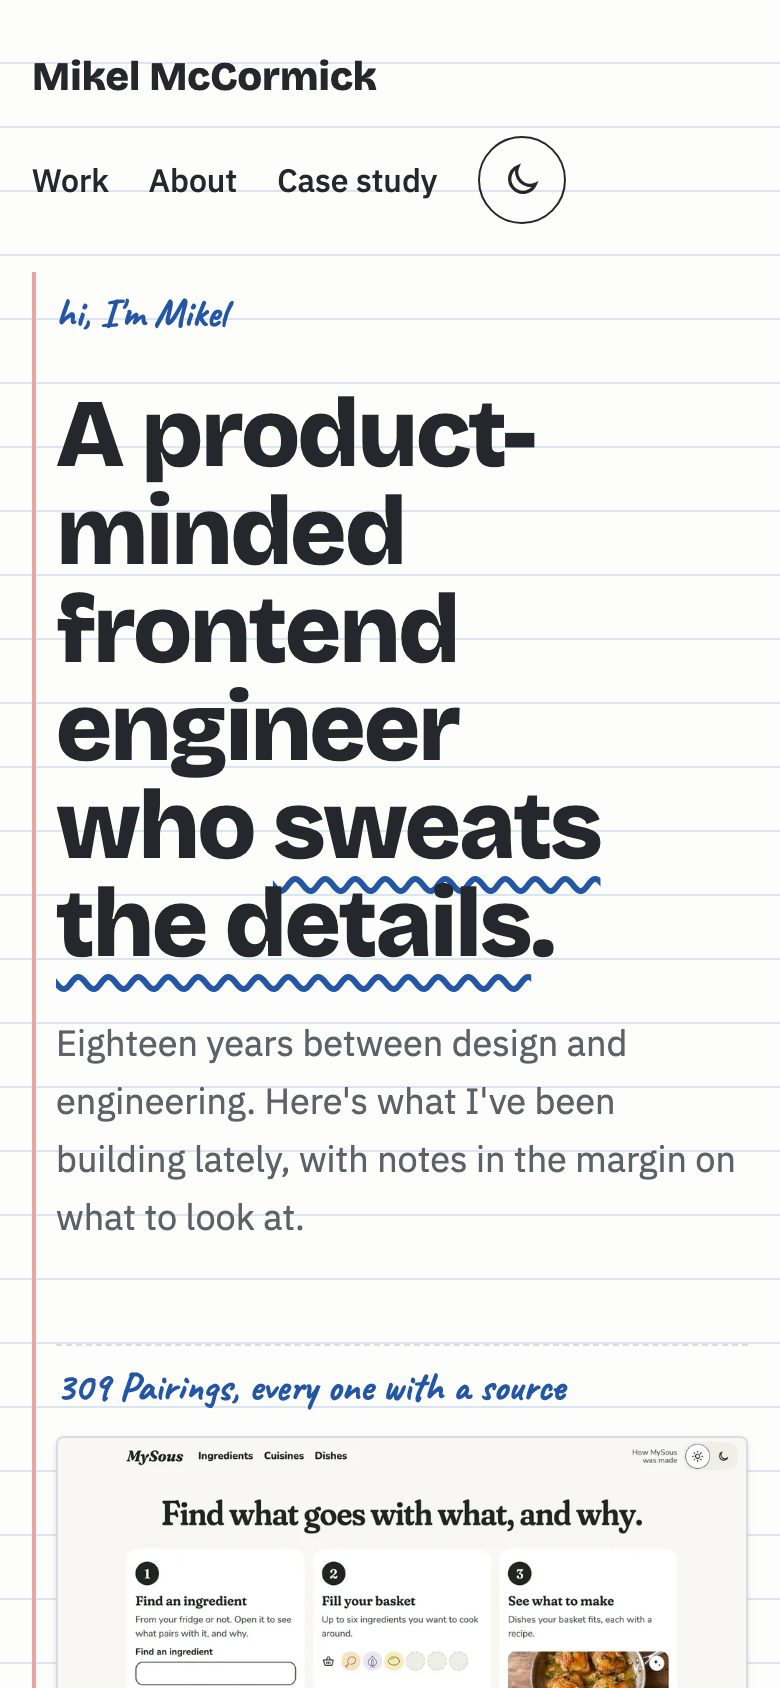 Mikel McCormick
Work About Case study
hi, I'm Mikel
A product-
minded
frontend
engineer
who sweats
the details.
Eighteen years between design and
engineering. Here's what I've been
building lately, with notes in the margin on
what to look at.
309 Pairings, every one with a source
MySous Ingredients Cuisines Dishes
How MySous
was made
Find what goes with what, and why.
1
Find an ingredient
From your fridge or not. Open it to see
what pairs with it, and why.
Find an ingredient
2
Fill your basket
Up to six ingredients you want to cook
around.
3
See what to make
Dishes your basket fits, each with a
recipe.